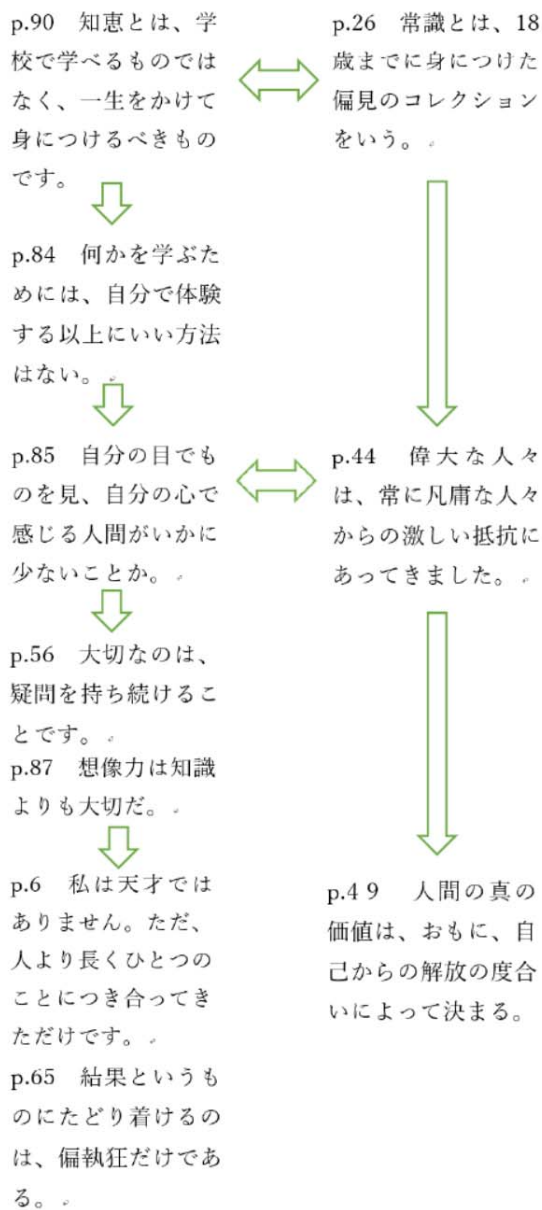 p.90　知恵とは、学
校で学べるものでは
なく、一生をかけて
身につけるべきもの
です。
p.84　何かを学ぶた
めには、自分で体験
する以上にいい方法
はない。
p.85　自分の目でも
のを見、自分の心で
感じる人間がいかに
少ないことか。
p.56　大切なのは、
疑問を持ち続けるこ
とです。
p.87　想像力は知識
よりも大切だ。
p.6　私は天才では
ありません。ただ、
人より長くひとつの
ことにつき合ってき
ただけです。
p.65　結果というも
のにたどり着けるの
は、偏執狂だけであ
る。
p.26　常識とは、18
歳までに身につけた
偏見のコレクション
をいう。
p.44　偉大な人々
は、常に凡庸な人々
からの激しい抵抗に
あってきました。
p.4 9　人間の真の
価値は、おもに、自
己からの解放の度合
いによって決まる。